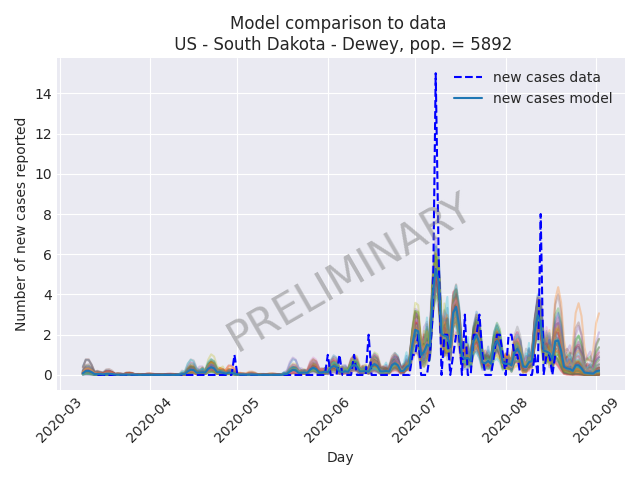 Model comparison to data
US - South Dakota - Dewey, pop. = 5892
new cases data
new cases model
Number of new cases reported
14
12
10
8
6
4
2
0
PRELIMINARY
2020-03
2020-04
2020-05
2020-06
2020-07
2020-08
2020-09
Day